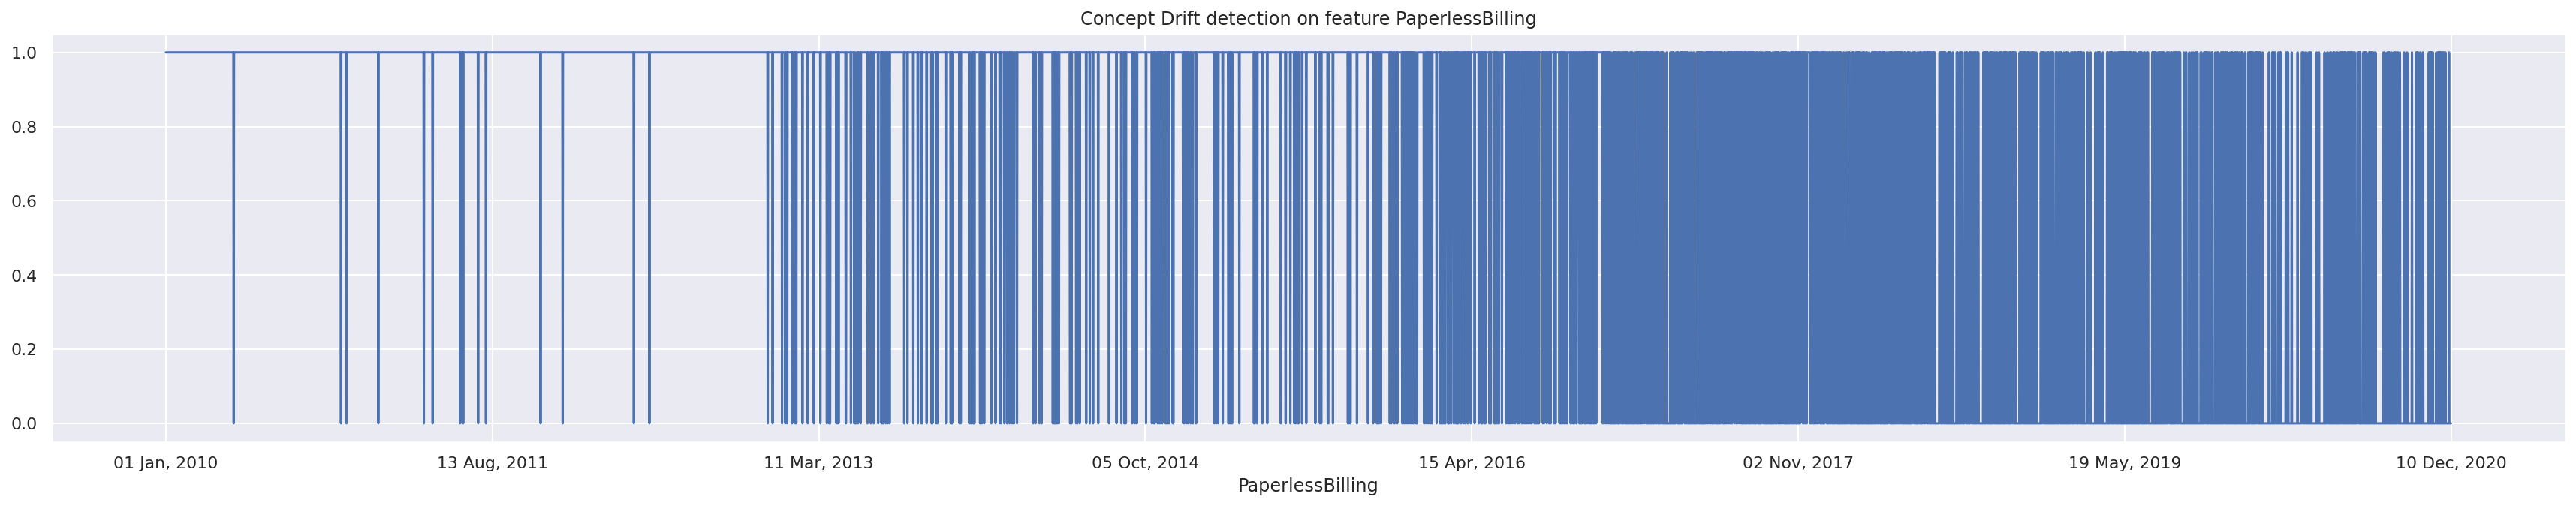 Concept Drift detection on feature PaperlessBilling
1.0
0.8
0.6
0.4
0.2
0.0
01 Jan, 2010 13 Aug, 2011 11 Mar, 2013 05 Oct, 2014 15 Apr, 2016 02 Nov, 2017 19 May, 2019 10 Dec, 2020
PaperlessBilling